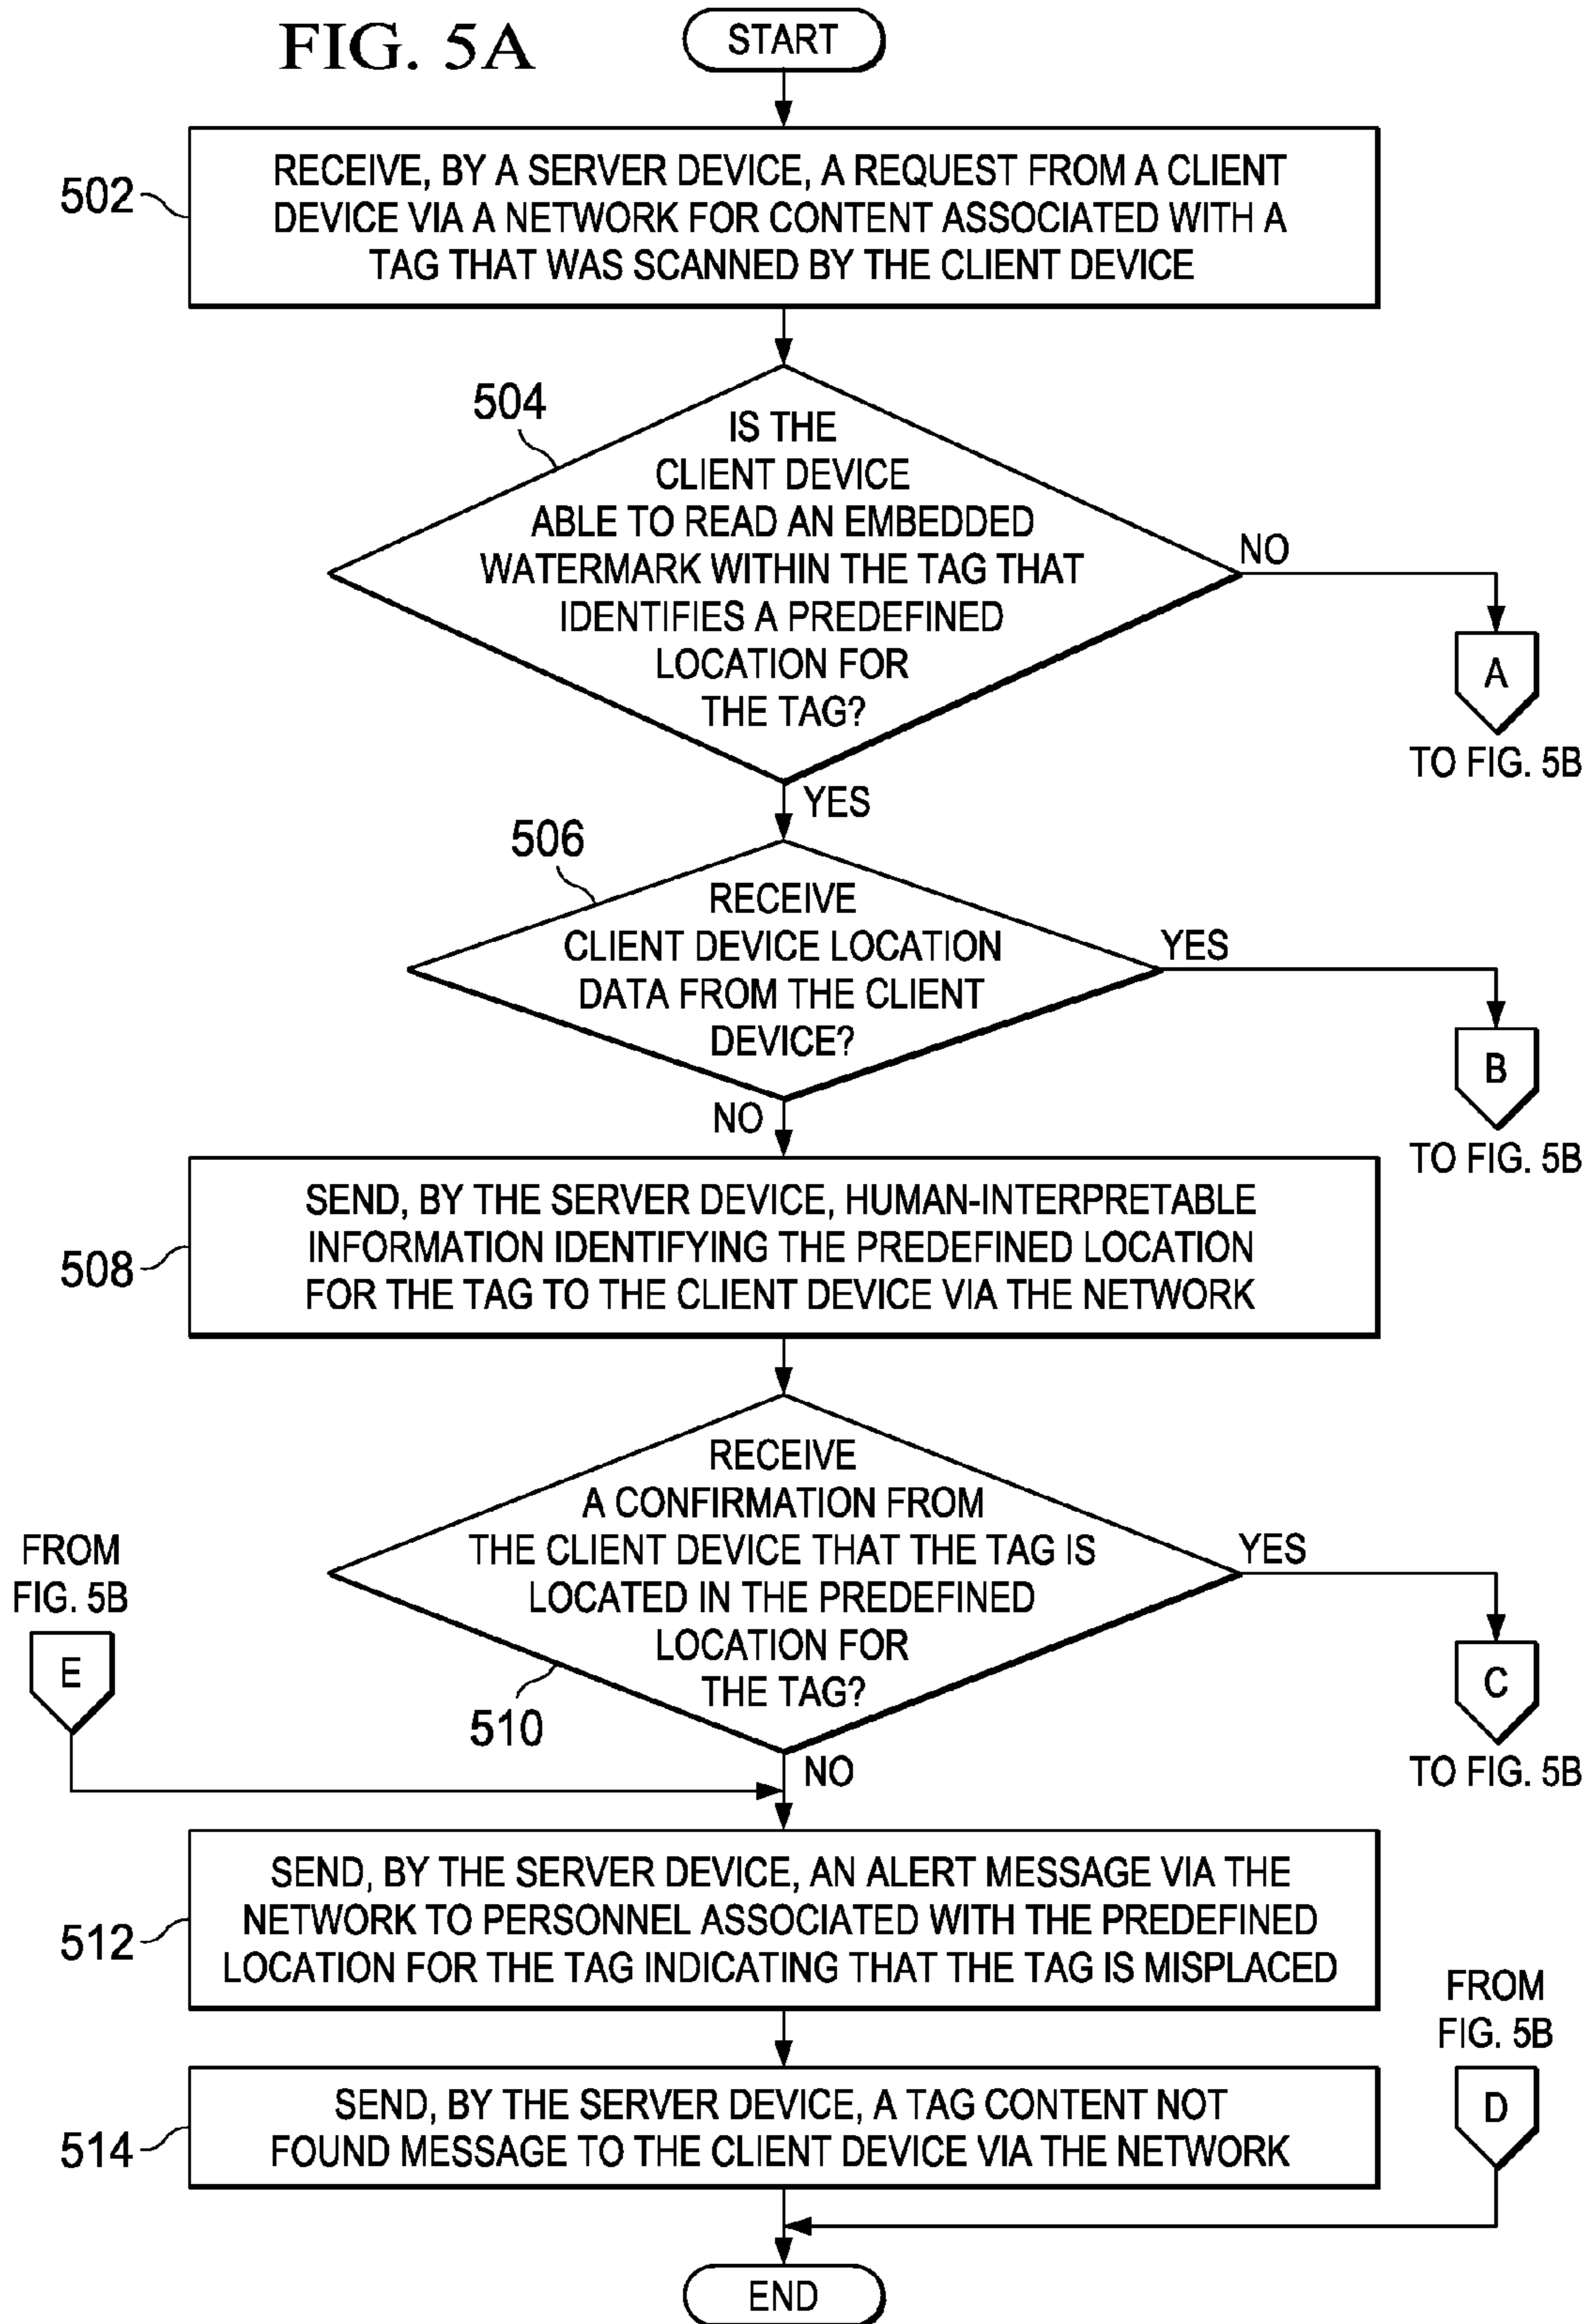 FIG. 5A
START
502
RECEIVE, BY A SERVER DEVICE, A REQUEST FROM A CLIENT
DEVICE VIA A NETWORK FOR CONTENT ASSOCIATED WITH A
TAG THAT WAS SCANNED BY THE CLIENT DEVICE
504
IS THE
CLIENT DEVICE
ABLE TO READ AN EMBEDDED
WATERMARK WITHIN THE TAG THAT
IDENTIFIES A PREDEFINED
LOCATION FOR
THE TAG?
NO
A
TO FIG. 5B
YES
506
RECEIVE
CLIENT DEVICE LOCATION
DATA FROM THE CLIENT
DEVICE?
YES
B
TO FIG. 5B
NO
508
SEND, BY THE SERVER DEVICE, HUMAN-INTERPRETABLE
INFORMATION IDENTIFYING THE PREDEFINED LOCATION
FOR THE TAG TO THE CLIENT DEVICE VIA THE NETWORK
RECEIVE
A CONFIRMATION FROM
THE CLIENT DEVICE THAT THE TAG IS
LOCATED IN THE PREDEFINED
LOCATION FOR
THE TAG?
510
YES
C
TO FIG. 5B
FROM
FIG. 5B
E
NO
512
SEND, BY THE SERVER DEVICE, AN ALERT MESSAGE VIA THE
NETWORK TO PERSONNEL ASSOCIATED WITH THE PREDEFINED
LOCATION FOR THE TAG INDICATING THAT THE TAG IS MISPLACED
FROM
FIG. 5B
D
514
SEND, BY THE SERVER DEVICE, A TAG CONTENT NOT
FOUND MESSAGE TO THE CLIENT DEVICE VIA THE NETWORK
END